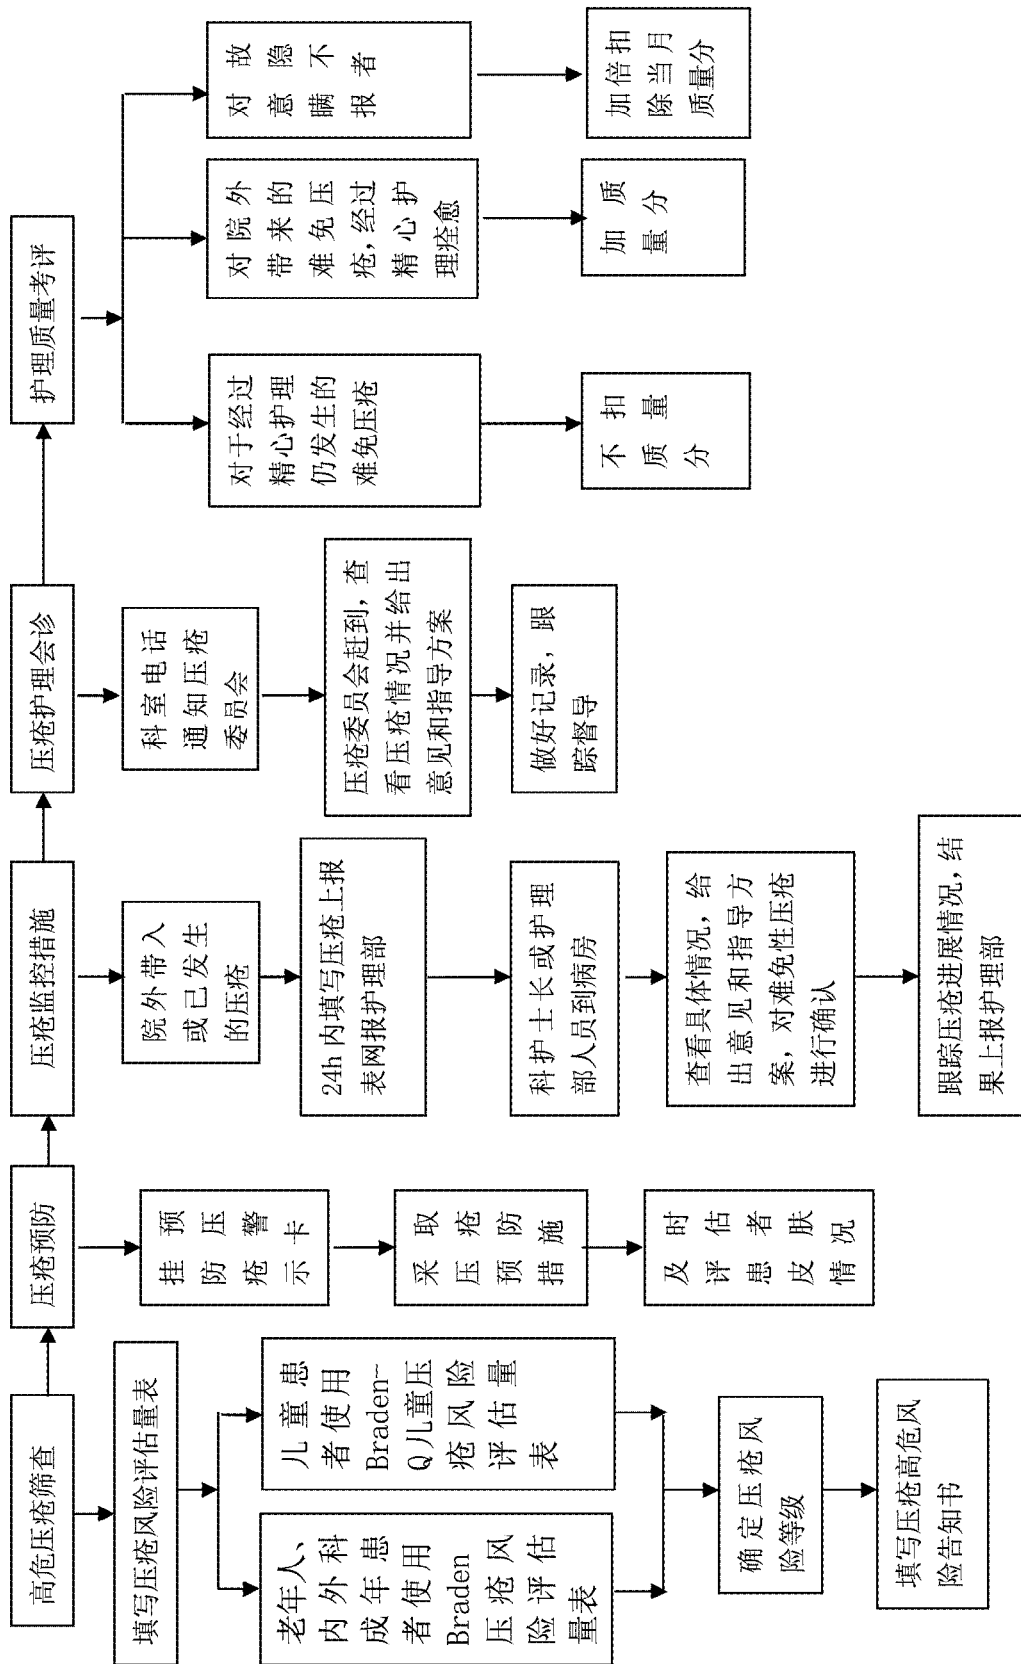 高危压疮筛查
填写压疮风险评估量表
老年人、
内外科
成年患
者使用
Braden
压疮风
险评估
量表
儿童患
者使用
Braden~
Q儿童压
疮风险
评估量
表
确定压疮风
险等级
填写压疮高危风
险告知书
压疮预防
挂预
防压
疮警
示卡
采取
压疮
预防
措施
及时
评估
患者
皮肤
情况
压疮监控措施
院外带入
或已发生
的压疮
24h内填写压疮上报
表网报护理部
科护士长或护理
部人员到病房
查看具体情况，给
出意见和指导方
案，对难免性压疮
进行确认
跟踪压疮进展情况，结
果上报护理部
压疮护理会诊
科室电话
通知压疮
委员会
压疮委员会赶到，查
看压疮情况并给出
意见和指导方案
做好记录，跟
踪督导
护理质量考评
对于经过
精心护理
仍发生的
难免压疮
不扣
质量
分
对院外
带来的
难免压
疮，经过
精心护
理痊愈
加质
量分
对故
意隐
瞒不
报者
加倍扣
除当月
质量分